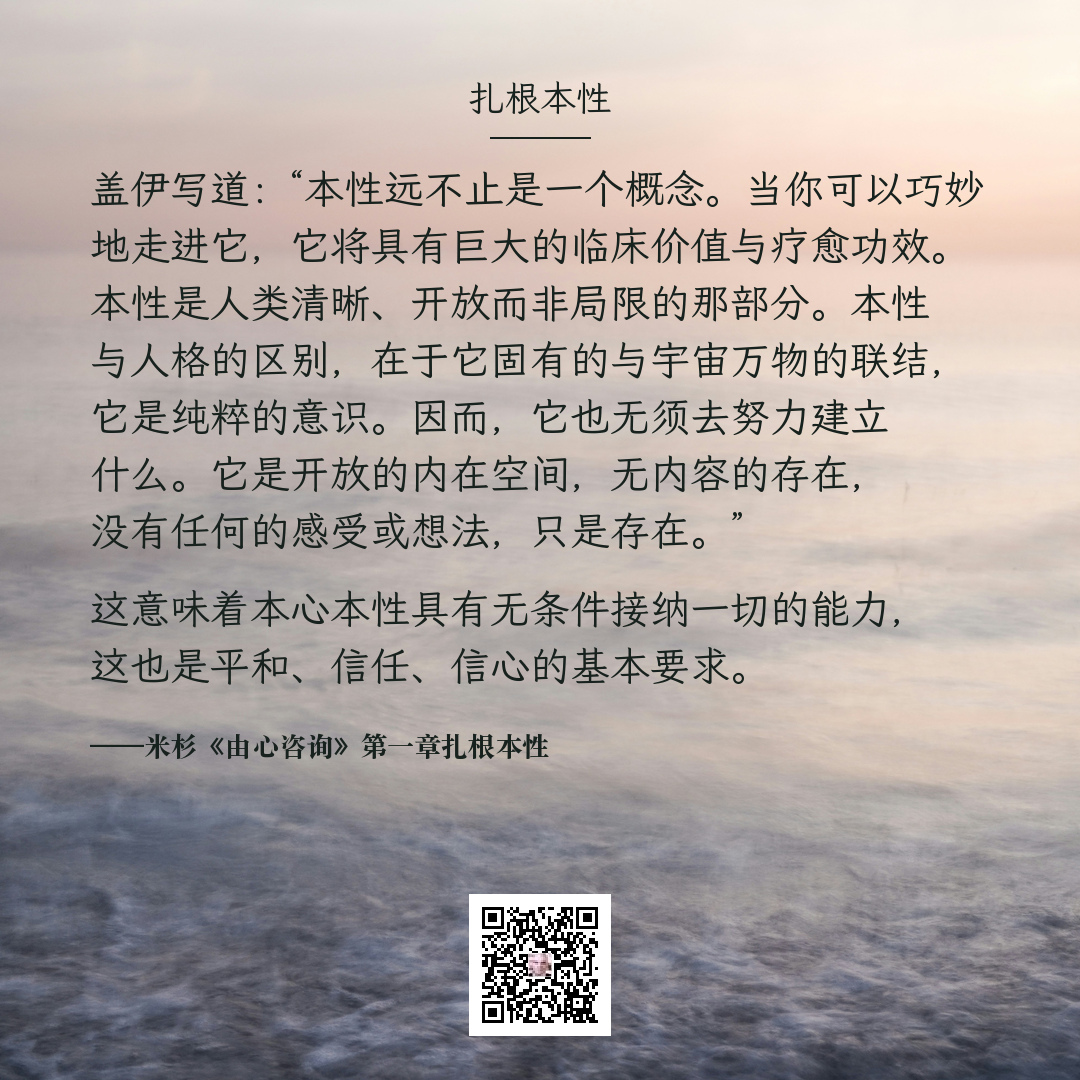 扎根本性
盖伊写道：“本性远不止是一个概念。当你可以巧妙
地走进它，它将具有巨大的临床价值与疗愈功效。
本性是人类清晰、开放而非局限的那部分。本性
与人格的区别，在于它固有的与宇宙万物的联结，
它是纯粹的意识。因而，它也无须去努力建立
什么。它是开放的内在空间，无内容的存在，
没有任何的感受或想法，只是存在。”
这意味着本心本性具有无条件接纳一切的能力，
这也是平和、信任、信心的基本要求。
——米杉《由心咨询》第一章扎根本性